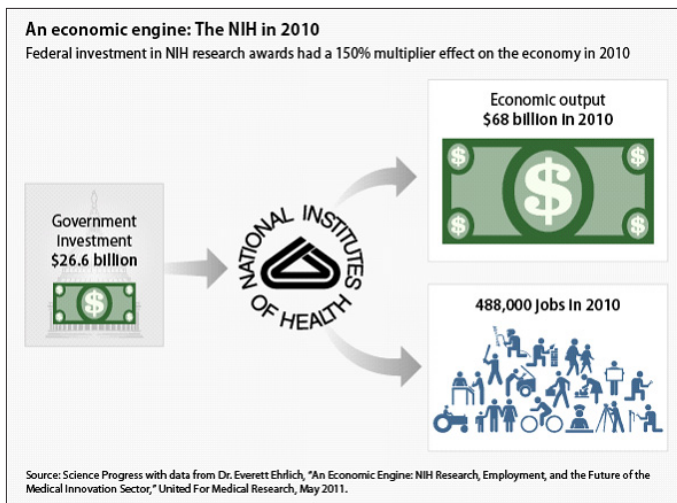 An economic engine: The NIH in 2010
Federal investment in NIH research awards had a 150% multiplier effect on the economy in 2010
Government
Investment
$26.6 billion
$
NATIONAL INSTITUTES
OF HEALTH
Economic output
$68 billion in 2010
$ $
$
$ $
488,000 jobs in 2010
Source: Science Progress with data from Dr. Everett Ehrlich, "An Economic Engine: NIH Research, Employment, and the Future of the
Medical Innovation Sector," United For Medical Research, May 2011.